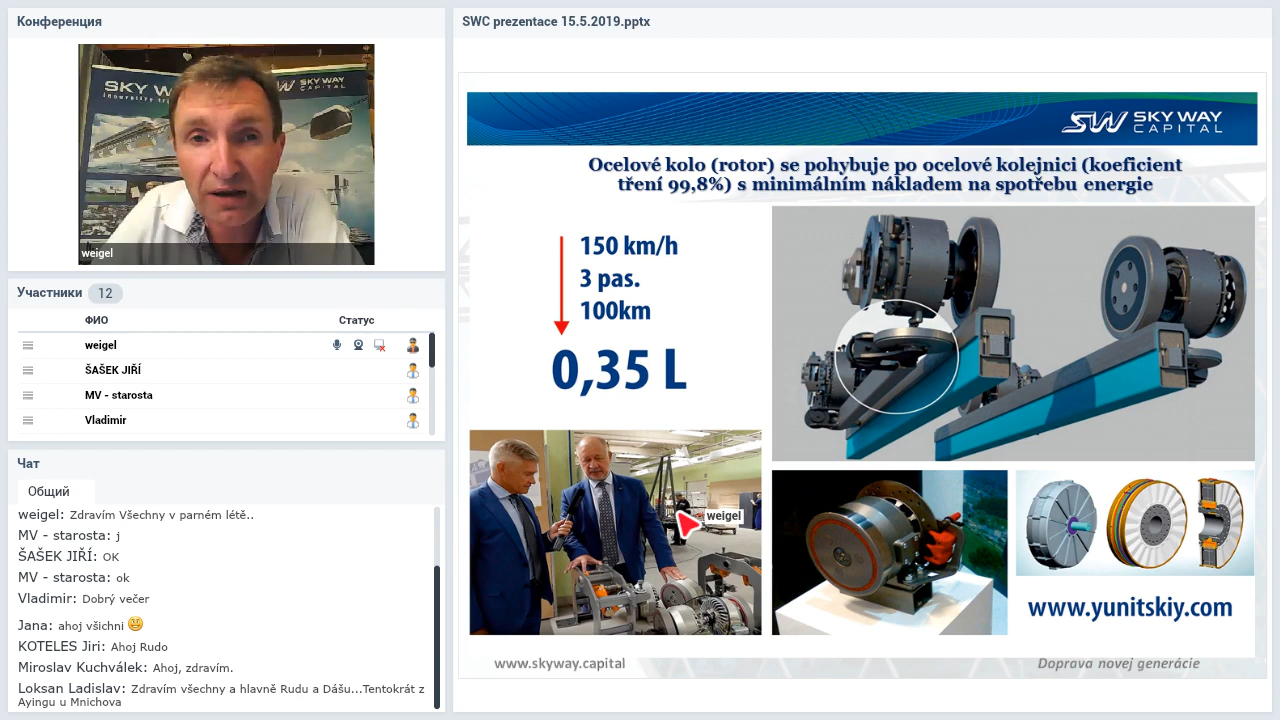 Конференция
SKY W
innovative tr
W SKY WAY
CAPITAL
weigel
Участники 12
ФИО Статус
weigel
ŠAŠEK JIŘÍ
MV - starosta
Vladimir
Чат
Общий
weigel: Zdravím Všechny v parném létě..
MV - starosta: j
ŠAŠEK JIŘÍ: OK
MV - starosta: ok
Vladimir: Dobrý večer
Jana: ahoj všichni
KOTELES Jiri: Ahoj Rudo
Miroslav Kuchválek: Ahoj, zdravím.
Loksan Ladislav: Zdravím všechny a hlavně Rudu a Dášu...Tentokrát z
Ayingu u Mnichova
SWC prezentace 15.5.2019.pptx
SW SKY WAY
CAPITAL
Ocelové kolo (rotor) se pohybuje po ocelové kolejnici (koeficient
tření 99,8%) s minimálním nákladem na spotřebu energie
150 km/h
3 pas.
100km
0,35 L
weigel
www.yunitskiy.com
www.skyway.capital
Doprava novej generácie